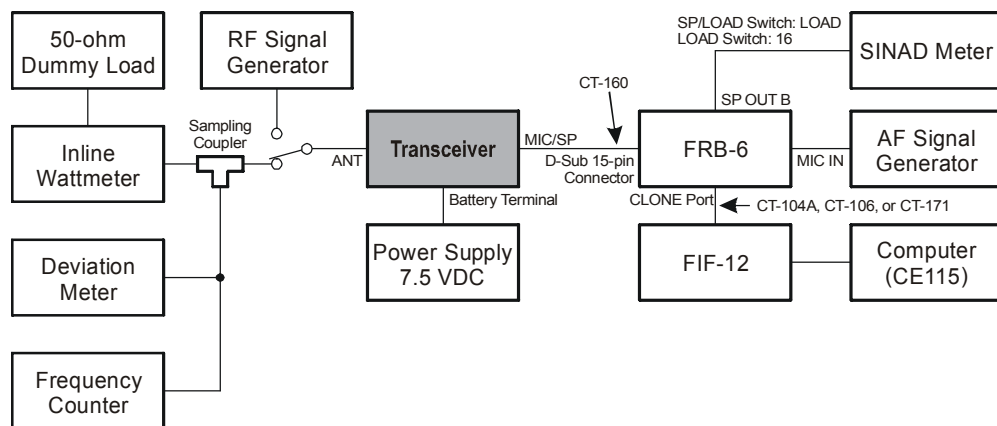 50-ohm
Dummy Load
RF Signal
Generator
SP/LOAD Switch: LOAD
LOAD Switch: 16
SINAD Meter
CT-160
SP OUT B
Sampling
Coupler
Inline
Wattmeter
ANT
Transceiver
MIC/SP
D-Sub 15-pin
Connector
FRB-6
MIC IN
AF Signal
Generator
Battery Terminal
CLONE Port
CT-104A, CT-106, or CT-171
Deviation
Meter
Power Supply
7.5 VDC
FIF-12
Computer
(CE115)
Frequency
Counter